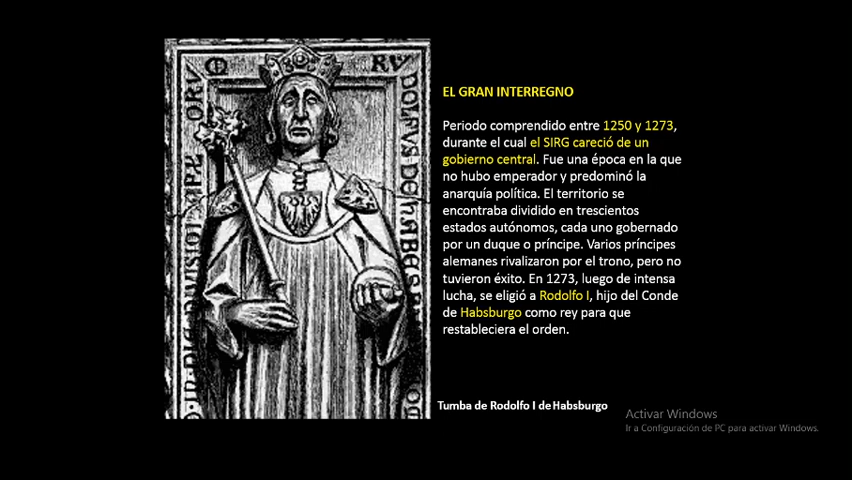 EL GRAN INTERREGNO
Periodo comprendido entre 1250 y 1273,
durante el cual el SIRG careció de un
gobierno central. Fue una época en la que
no hubo emperador y predominó la
anarquía política. El territorio se
encontraba dividido en trescientos
estados autónomos, cada uno gobernado
por un duque o príncipe. Varios príncipes
alemanes rivalizaron por el trono, pero no
tuvieron éxito. En 1273, luego de intensa
lucha, se eligió a Rodolfo I, hijo del Conde
de Habsburgo como rey para que
restableciera el orden.
Tumba de Rodolfo I de Habsburgo
Activar Windows
Ir a Configuración de PC para activar Windows.